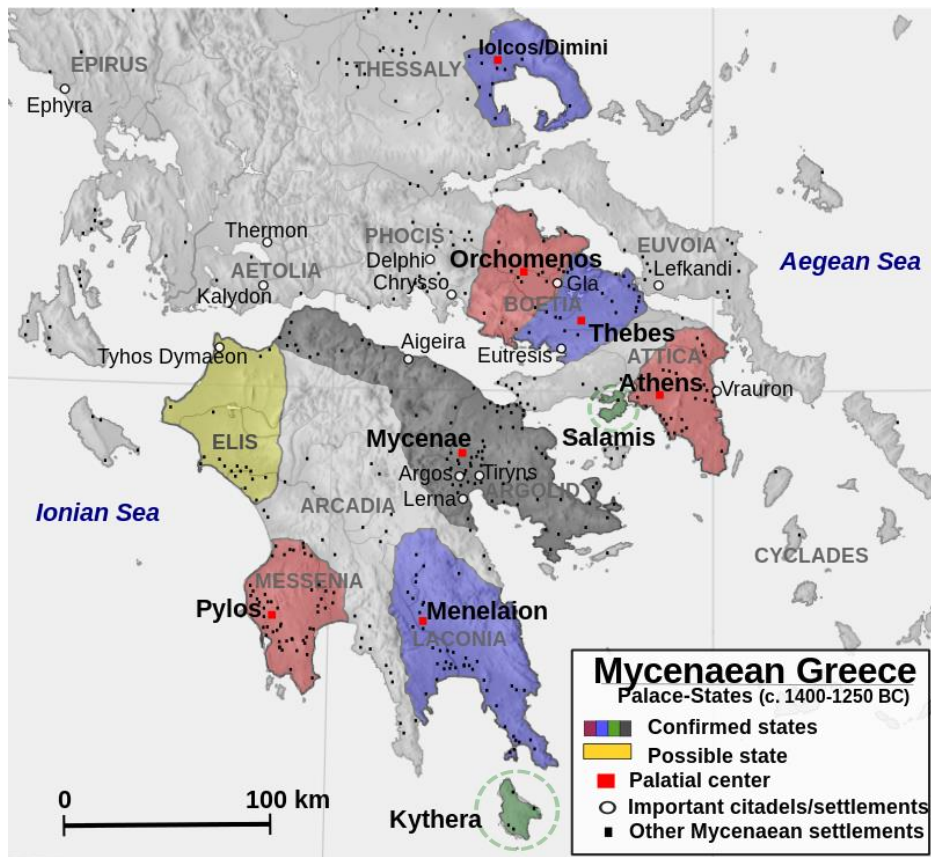 Iolcos/Dimini
EPIRUS
THESSALY
Ephyra
Thermon
PHOCIS
EUVOIA
Delphi
Orchomenos
Aegean Sea
AETOLIA
Lefkandi
Chrysso
Gla
Kalydon
BOETIA
Thebes
Aigeira
Tyhos Dymaeon
Eutresis
ATTICA
Athens
Vrauron
ELIS
Mycenae
Salamis
Argos
Tiryns
ARGOLID
Lerna
ARCADIA
Ionian Sea
CYCLADES
MESSENIA
Pylos
Menelaion
LACONIA
Mycenaean Greece
Palace-States (c. 1400-1250 BC)
Confirmed states
Possible state
Palatial center
Important citadels/settlements
Other Mycenaean settlements
0 100 km
Kythera